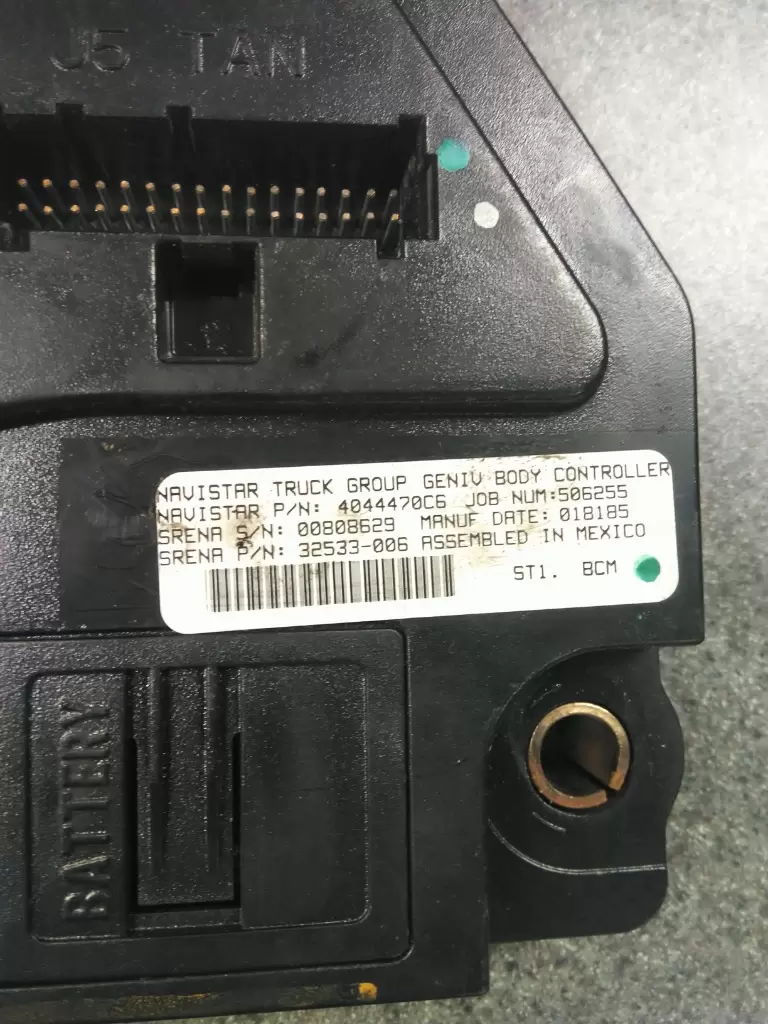 J5 TAN
NAVISTAR TRUCK GROUP GENIV BODY CONTROLLER
NAVISTAR P/N: 4044470C6 JOB NUM:506255
SRENA S/N: 00808629 MANUF DATE: 018185
SRENA P/N: 32533-006 ASSEMBLED IN MEXICO
ST1. BCM
BATTERY